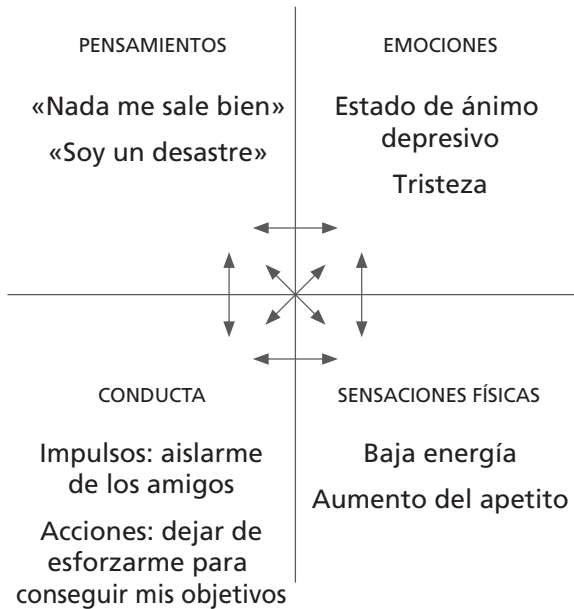 PENSAMIENTOS
«Nada me sale bien»
«Soy un desastre»
EMOCIONES
Estado de ánimo
depresivo
Tristeza
CONDUCTA
Impulsos: aislarme
de los amigos
Acciones: dejar de
esforzarme para
conseguir mis objetivos
SENSACIONES FÍSICAS
Baja energía
Aumento del apetito